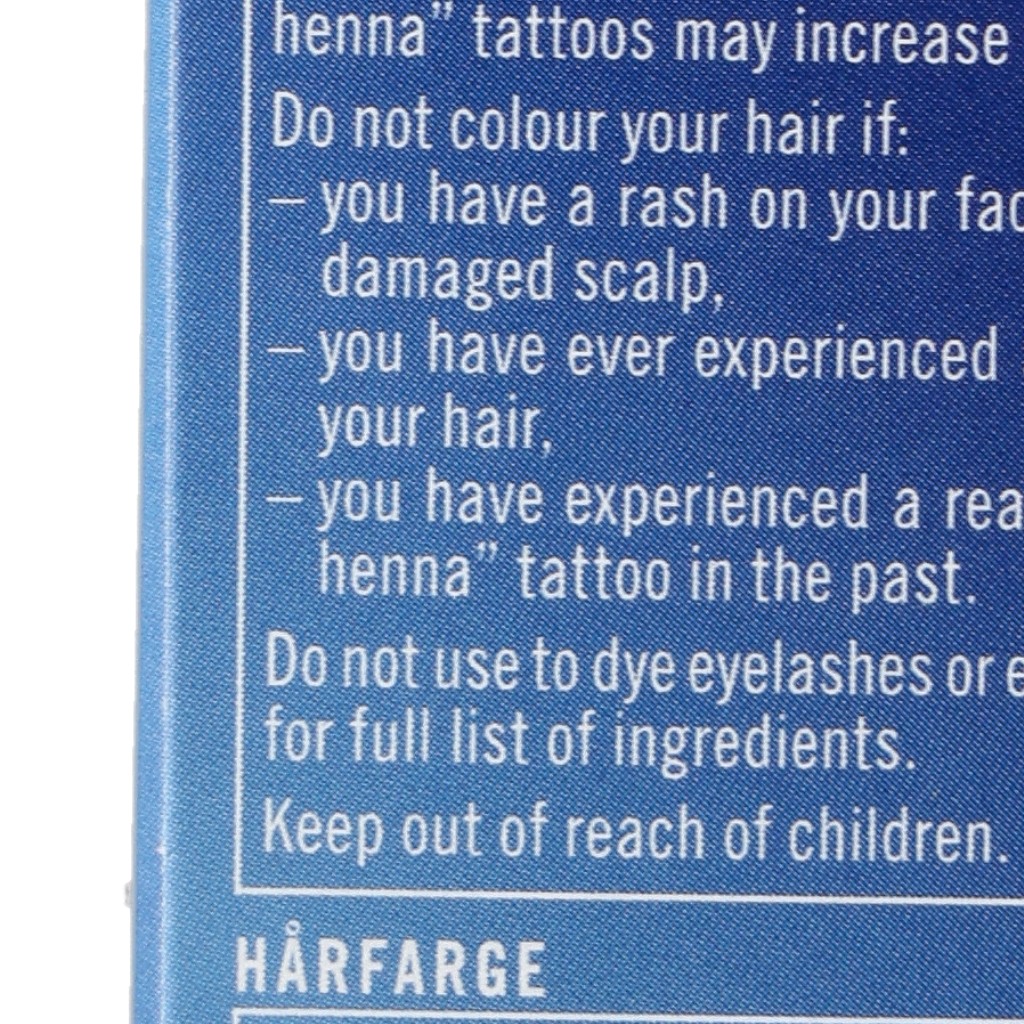 henna” tattoos may increase
Do not colour your hair if:
– you have a rash on your
damaged scalp,
– you have ever experienced
your hair,
– you have experienced a
henna” tattoo in the past.
Do not use to dye eyelashes or
for full list of ingredients.
Keep out of reach of children.
HÅRFARGE